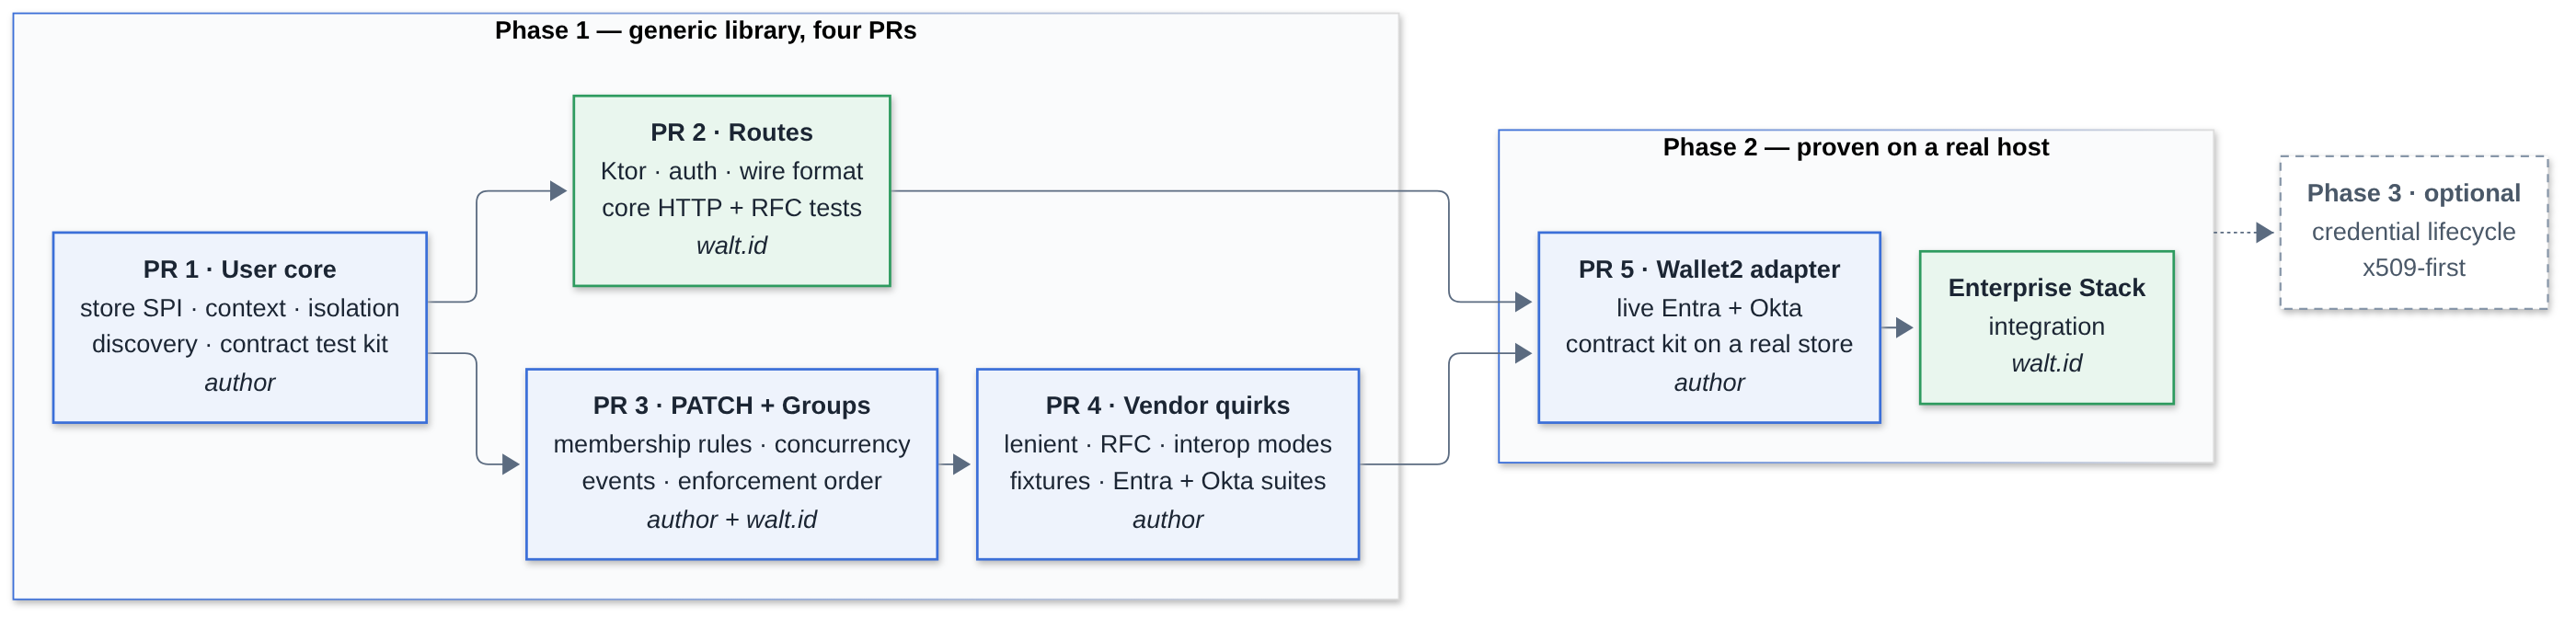 Phase 1 — generic library, four PRs
PR 1 · User core
store SPI · context · isolation
discovery · contract test kit
author
PR 2 · Routes
Ktor · auth · wire format
core HTTP + RFC tests
walt.id
PR 3 · PATCH + Groups
membership rules · concurrency
events · enforcement order
author + walt.id
PR 4 · Vendor quirks
lenient · RFC · interop modes
fixtures · Entra + Okta suites
author
Phase 2 — proven on a real host
PR 5 · Wallet2 adapter
live Entra + Okta
contract kit on a real store
author
Enterprise Stack
integration
walt.id
Phase 3 · optional
credential lifecycle
x509-first